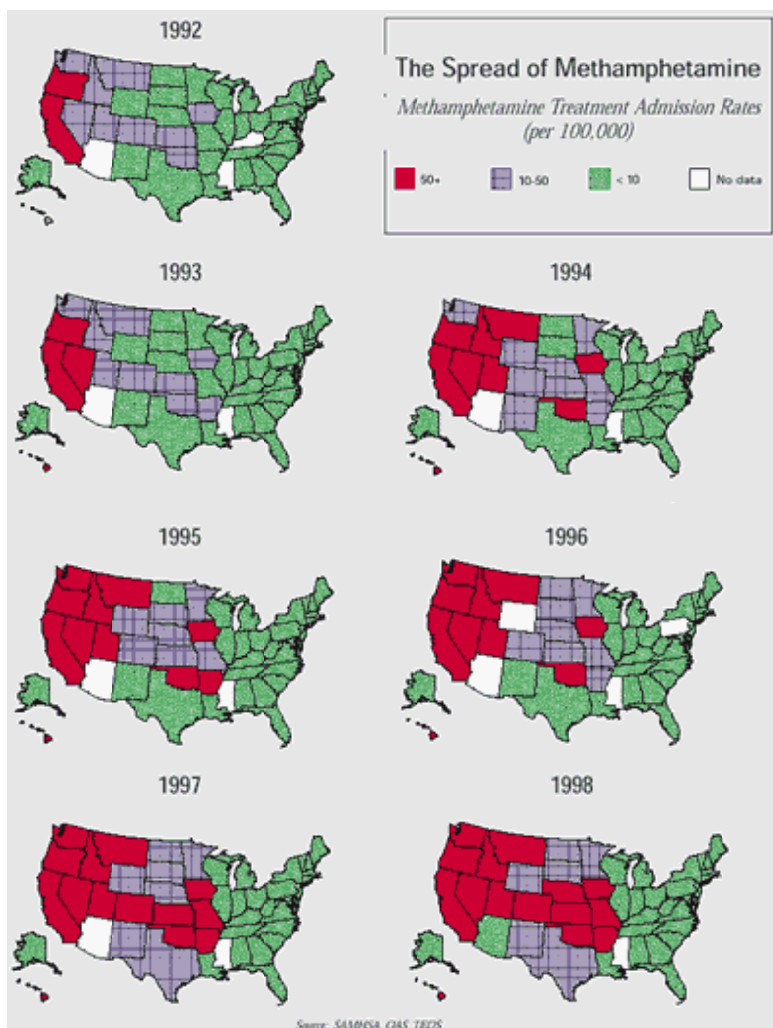 1992
The Spread of Methamphetamine
Methamphetamine Treatment Admission Rates
(per 100,000)
50+
10-50
< 10
No data
1993
1994
1995
1996
1997
1998
Source: SAMHSA, OAS, TEDS